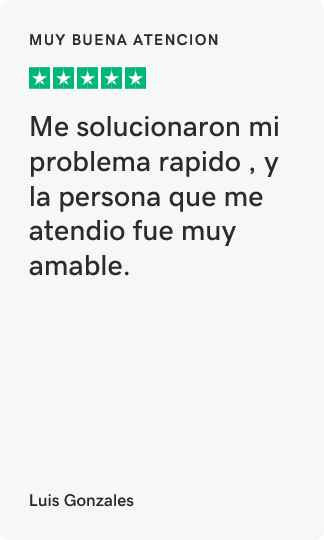 MUY BUENA ATENCION
Me solucionaron mi
problema rapido , y
la persona que me
atendio fue muy
amable.
Luis Gonzales